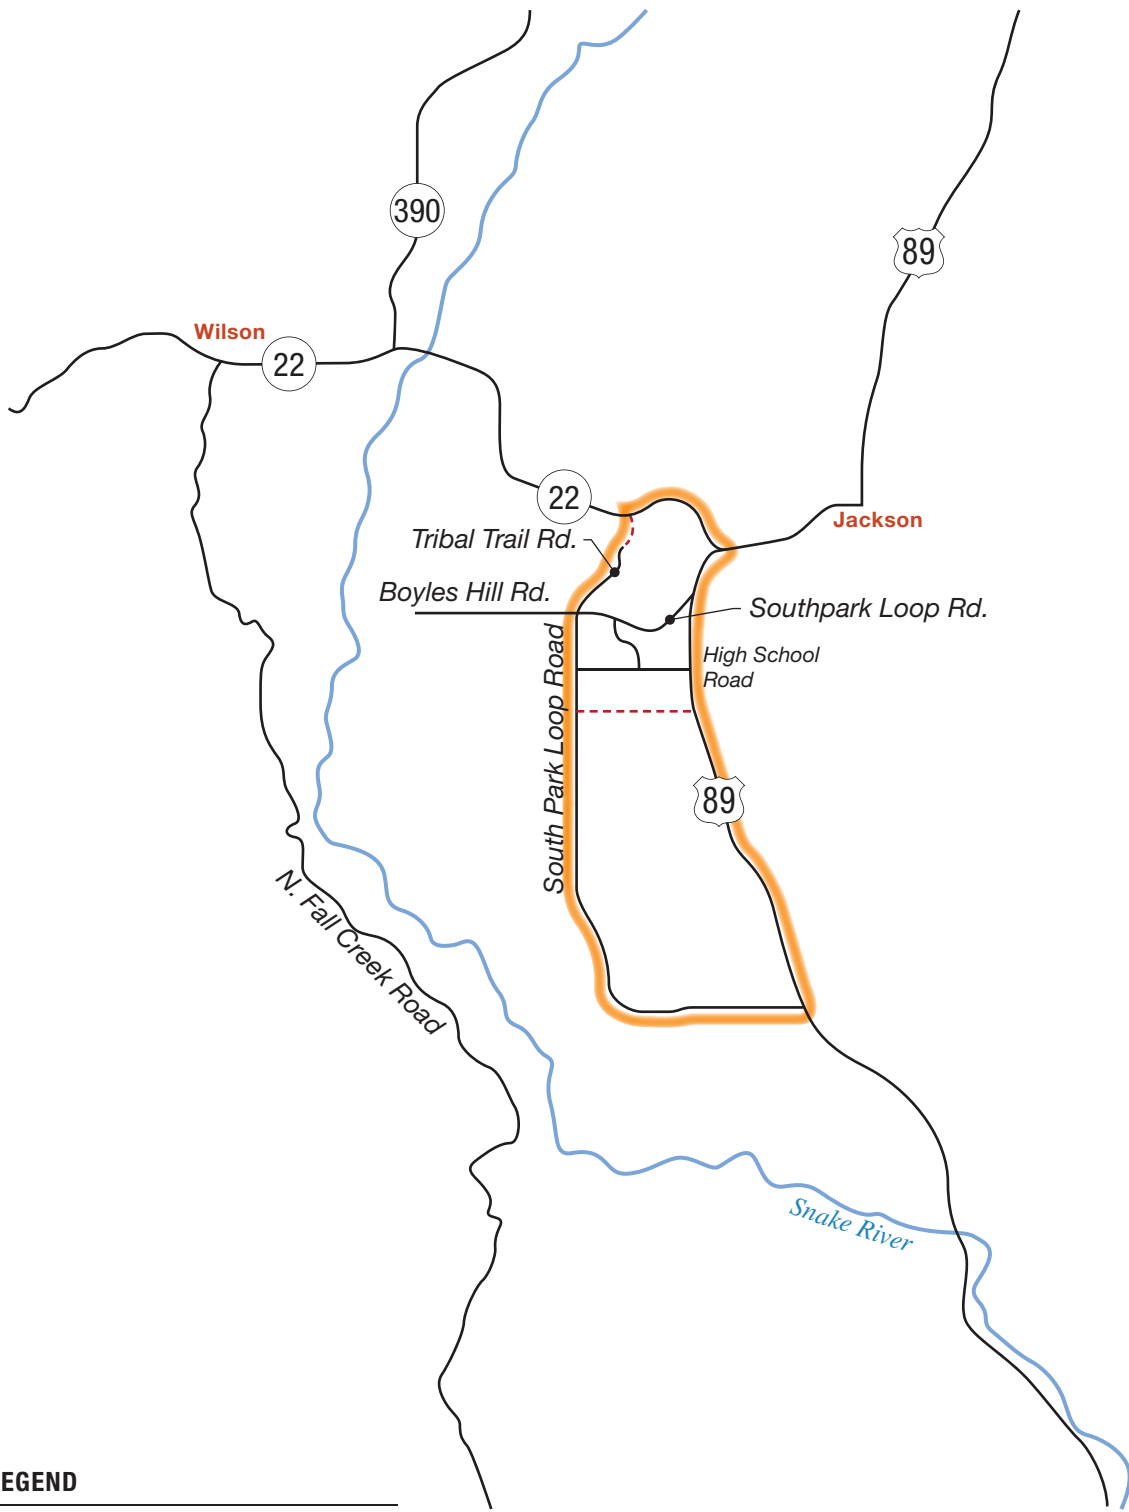 390
89
Wilson
22
22
Jackson
Tribal Trail Rd.
Boyles Hill Rd.
Southpark Loop Rd.
High School
Road
South Park Loop Road
89
N. Fall Creek Road
Snake River
EGEND